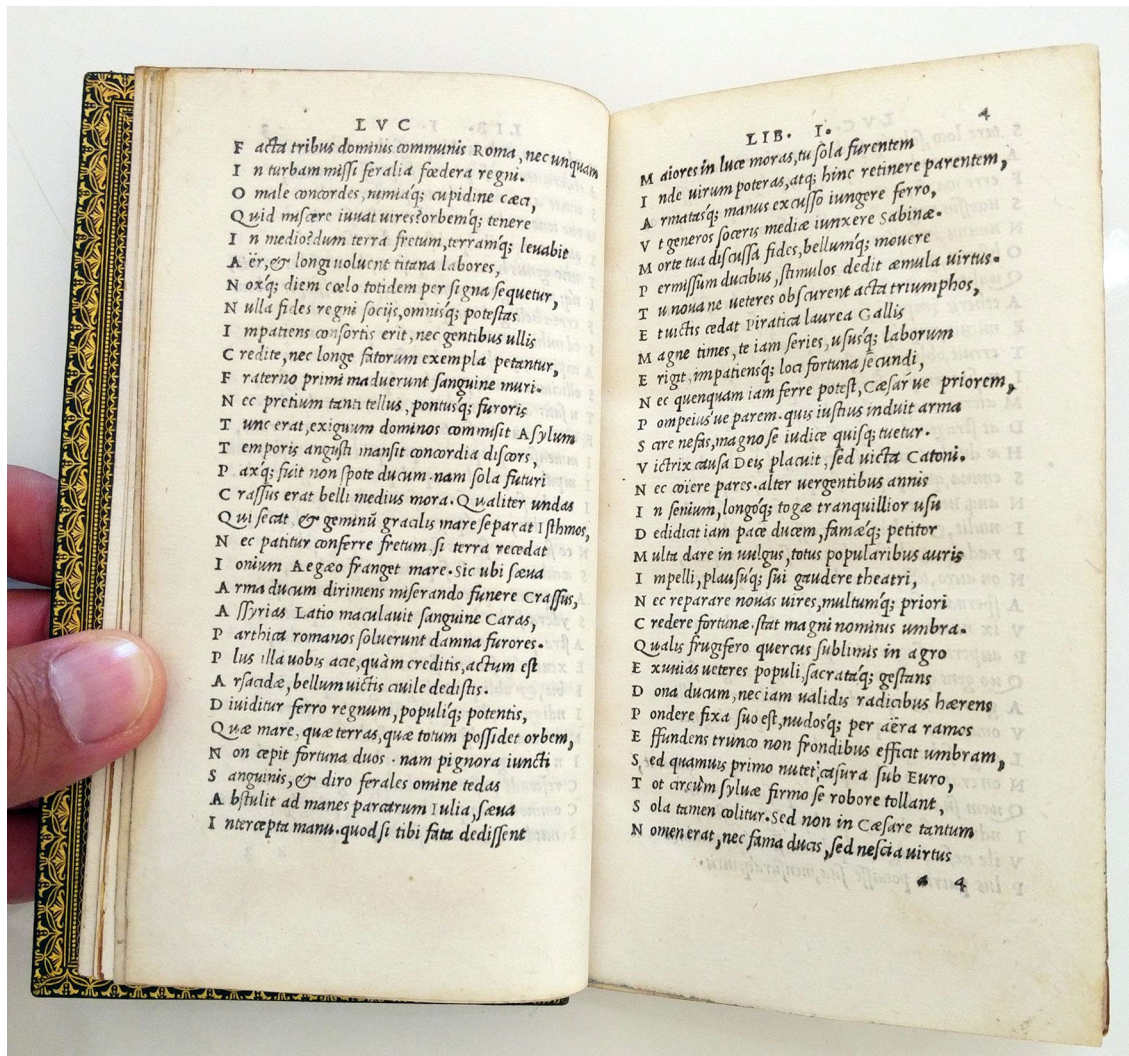 LVC
F acta tribus dominis communis Roma, nec unquam
I n turbam missi feralia fœdera regni.
O male concordes, nimiaq; cupidine cæci,
Q uid miscere iuuat uires?orbemq; tenere
I n medio?dum terra fretum, terramq; leuabit
A ër, & longi uoluent titana labores,
N oxq; diem cœlo totidem per signa sequetur,
N ulla fides regni socijs, omnisq; potestas
I mpatiens consortis erit, nec gentibus ullis
C redite, nec longe fatorum exempla petantur,
F raterno primi maduerunt sanguine muri.
N ec pretium tanti tellus, pontusq; furoris
T unc erat, exiguum dominos commisit Asylum
T emporis angusti mansit concordia discors,
P axq; fuit non spōte ducum. nam sola futuri
C rassus erat belli medius mora. Qualiter undas
Q ui secat & geminū gracilis mare separat Isthmos,
N ec patitur conferre fretum. si terra recedat
I onium Aegæo franget mare. Sic ubi sæua
A rma ducum dirimens miserando funere Crassus,
A ssyrias Latio maculauit sanguine Caras,
P arthica romanos soluerunt damna furores.
P lus illa uobis acie, quàm creditis, actum est
A rsacidæ, bellum uictis ciuile dedistis.
D iuiditur ferro regnum, populiq; potentis,
Q uæ mare, quæ terras, quæ totum possidet orbem,
N on cepit fortuna duos. nam pignora iuncti
S anguinis, & diro ferales omine tedas
A bstulit ad manes parcarum Iulia, sæua
I ntercepta manu. quod si tibi fata dedissent
LIB. I. 4
M aiores in luce moras, tu sola furentem
I nde uirum poteras, atq; hinc retinere parentem,
A rmatasq; manus excusso iungere ferro,
V t generos soceris mediæ iunxere Sabinæ.
M orte tua discussa fides, bellumq; mouere
P ermissum ducibus, stimulos dedit æmula uirtus.
T u noua ne ueteres obscurent acta triumphos,
E t uictis cedat Piratica laurea Gallis
M agne times, te iam series, ususq; laborum
E rigit, impatiensq; loci fortuna secundi,
N ec quenquam iam ferre potest, Cæsar ue priorem,
P ompeius ue parem. quis iustius induit arma
S cire nefas, magno se iudice quisq; tuetur.
V ictrix causa Deis placuit, sed uicta Catoni.
N ec coïere pares. alter uergentibus annis
I n senium, longoq; togæ tranquillior usu
D edidicit iam pace ducem, famæq; petitor
M ulta dare in uulgus, totus popularibus auris
I mpelli, plausuq; sui gaudere theatri,
N ec reparare nouas uires, multumq; priori
C redere fortunæ. stat magni nominis umbra.
Q ualis frugifero quercus sublimis in agro
E xuuias ueteres populi, sacrataq; gestans
D ona ducum, nec iam ualidis radicibus hærens
P ondere fixa suo est, nudosq; per aëra ramos
E ffundens trunco non frondibus efficit umbram,
S, ed quamuis primo nutet, casura sub Euro,
T ot circùm syluæ firmo se robore tollant,
S ola tamen colitur. Sed non in Cæsare tantum
N omen erat, nec fama ducis, sed nescia uirtus
a 4